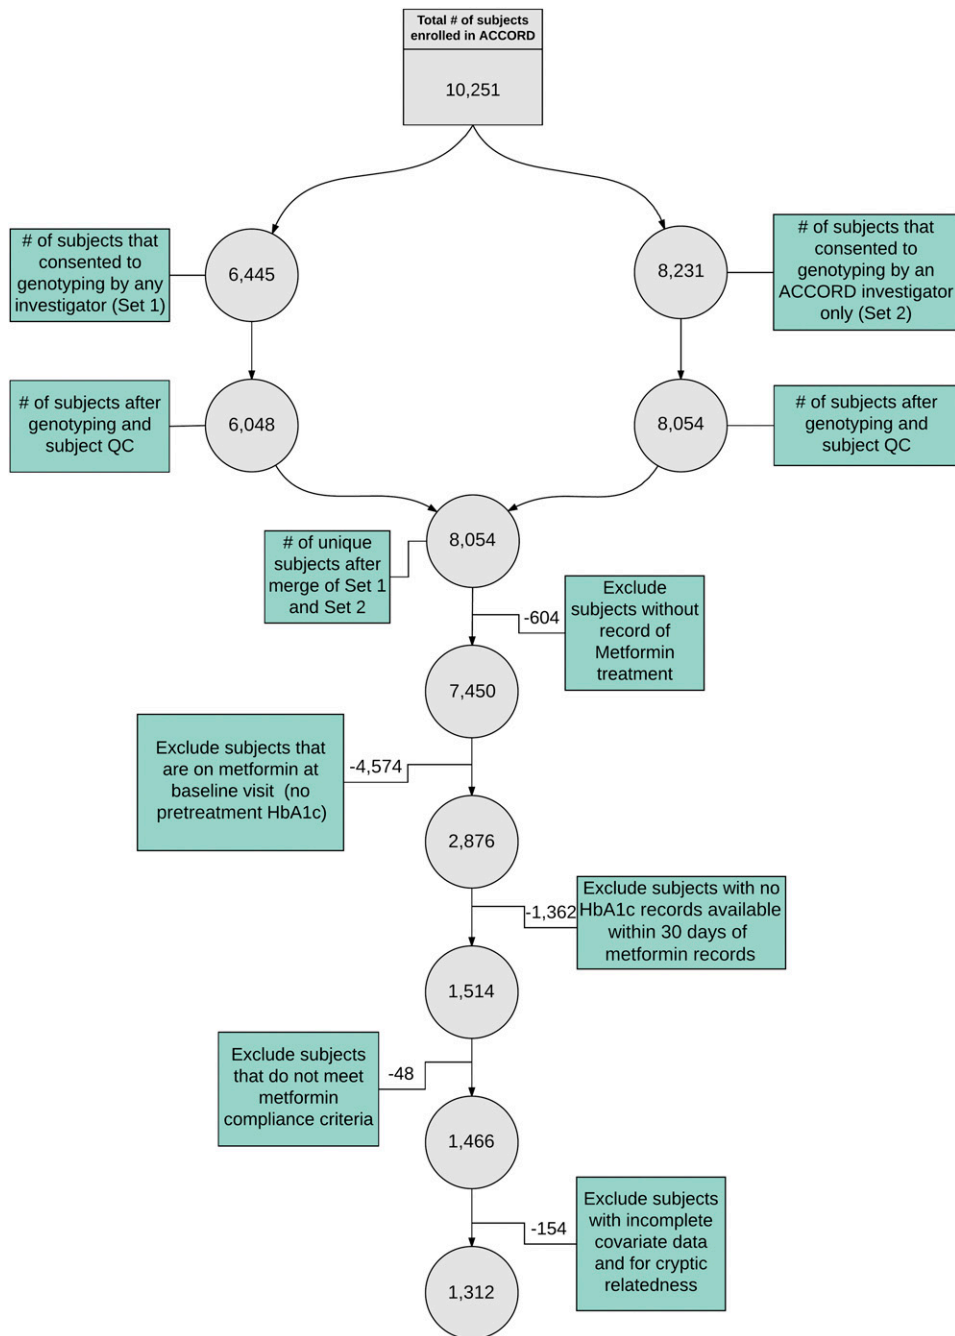 Total # of subjects
enrolled in ACCORD
10,251
# of subjects that
consented to
genotyping by any
investigator (Set 1)
6,445
8,231
# of subjects that
consented to
genotyping by an
ACCORD investigator
only (Set 2)
# of subjects after
genotyping and
subject QC
6,048
8,054
# of subjects after
genotyping and
subject QC
# of unique
subjects after
merge of Set 1
and Set 2
8,054
-604
Exclude
subjects without
record of
Metformin
treatment
7,450
Exclude subjects that
are on metformin at
baseline visit (no
pretreatment HbA1c)
-4,574
2,876
-1,362
Exclude subjects with no
HbA1c records available
within 30 days of
metformin records
1,514
Exclude subjects
that do not meet
metformin
compliance criteria
-48
1,466
-154
Exclude subjects
with incomplete
covariate data
and for cryptic
relatedness
1,312